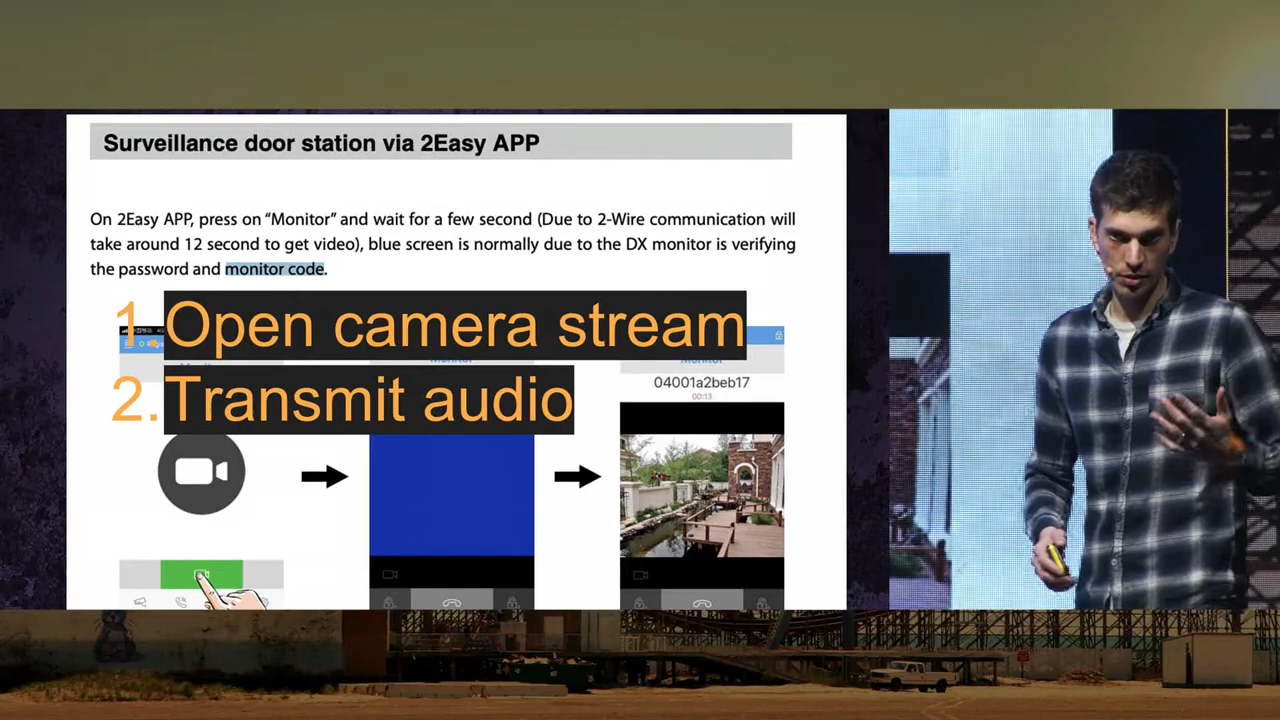 Surveillance door station via 2Easy APP
On 2Easy APP, press on “Monitor” and wait for a few second (Due to 2-Wire communication will
take around 12 second to get video), blue screen is normally due to the DX monitor is verifying
the password and monitor code.
1. Open camera stream
2. Transmit audio
Monitor
04001a2beb17
00:13